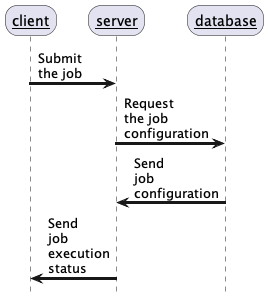 client server database
Submit
the job
Request
the job
configuration
Send
job
configuration
Send
job
execution
status